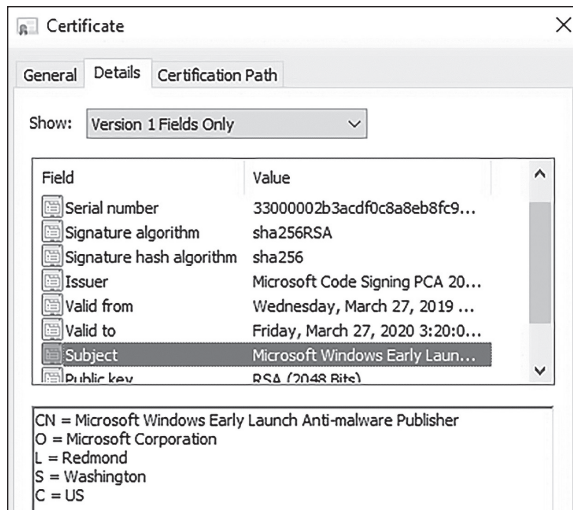 Certificate
General Details Certification Path
Show: Version 1 Fields Only
Field Value
Serial number 33000002b3acdf0c8a8eb8fc9...
Signature algorithm sha256RSA
Signature hash algorithm sha256
Issuer Microsoft Code Signing PCA 20...
Valid from Wednesday, March 27, 2019 ...
Valid to Friday, March 27, 2020 3:20:0...
Subject Microsoft Windows Early Laun...
Public key RSA (2048 Bits)
CN = Microsoft Windows Early Launch Anti-malware Publisher
O = Microsoft Corporation
L = Redmond
S = Washington
C = US